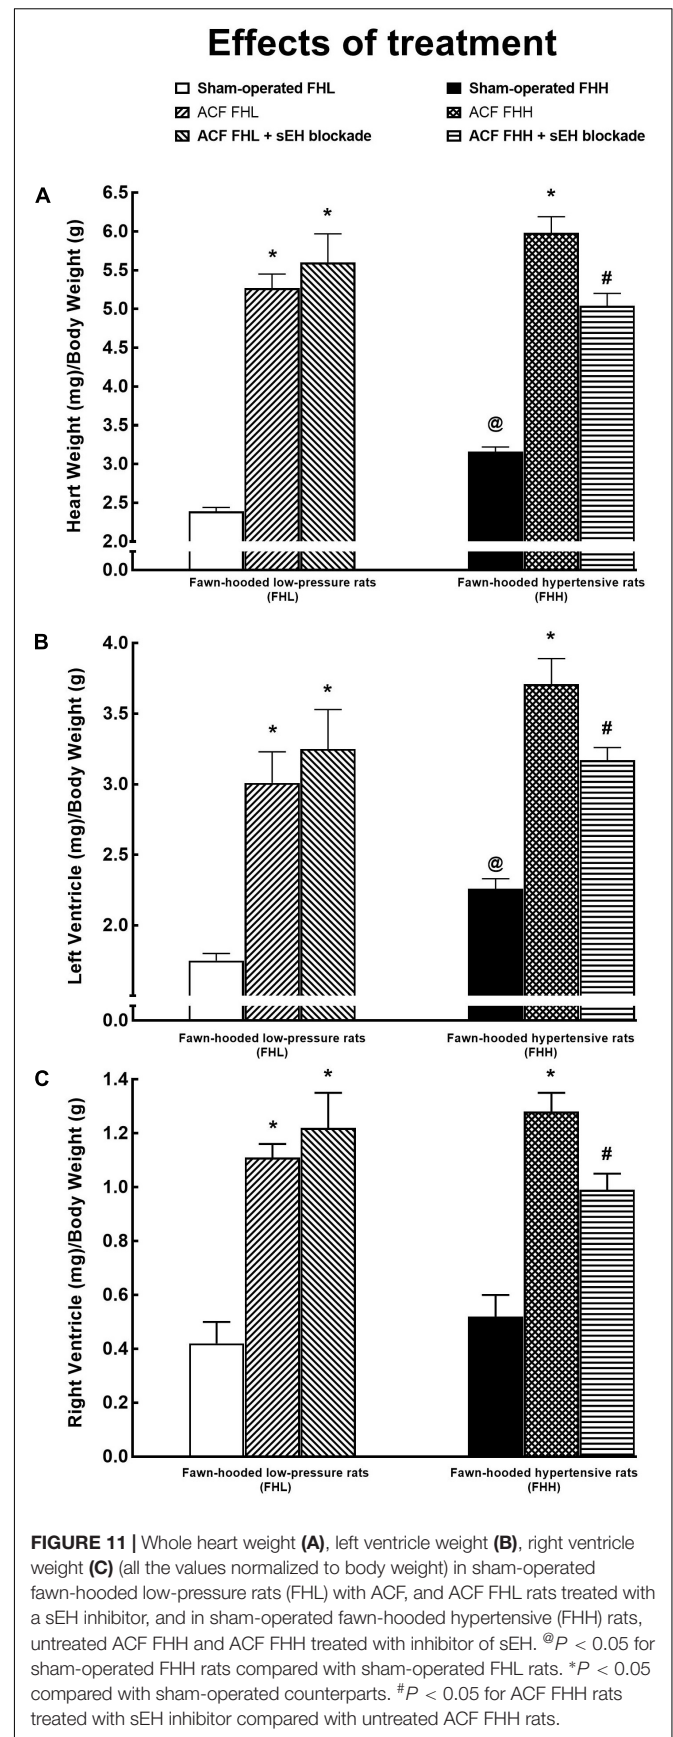 Effects of treatment
Sham-operated FHL
Sham-operated FHH
ACF FHL
ACF FHH
ACF FHL + sEH blockade
ACF FHH + sEH blockade
A
Heart Weight (mg)/Body Weight (g)
6.5
6.0
5.5
5.0
4.5
4.0
3.5
3.0
2.5
2.0
0.0
*
*
@
*
#
Fawn-hooded low-pressure rats
(FHL)
Fawn-hooded hypertensive rats
(FHH)
B
Left Ventricle (mg)/Body Weight (g)
4.0
3.5
3.0
2.5
2.0
0.0
*
*
@
*
#
Fawn-hooded low-pressure rats
(FHL)
Fawn-hooded hypertensive rats
(FHH)
C
Right Ventricle (mg)/Body Weight (g)
1.4
1.2
1.0
0.8
0.6
0.4
0.2
0.0
*
*
*
#
Fawn-hooded low-pressure rats
(FHL)
Fawn-hooded hypertensive rats
(FHH)
FIGURE 11 | Whole heart weight (A), left ventricle weight (B), right ventricle
weight (C) (all the values normalized to body weight) in sham-operated
fawn-hooded low-pressure rats (FHL) with ACF, and ACF FHL rats treated with
a sEH inhibitor, and in sham-operated fawn-hooded hypertensive (FHH) rats,
untreated ACF FHH and ACF FHH treated with inhibitor of sEH. @P < 0.05 for
sham-operated FHH rats compared with sham-operated FHL rats. *P < 0.05
compared with sham-operated counterparts. #P < 0.05 for ACF FHH rats
treated with sEH inhibitor compared with untreated ACF FHH rats.